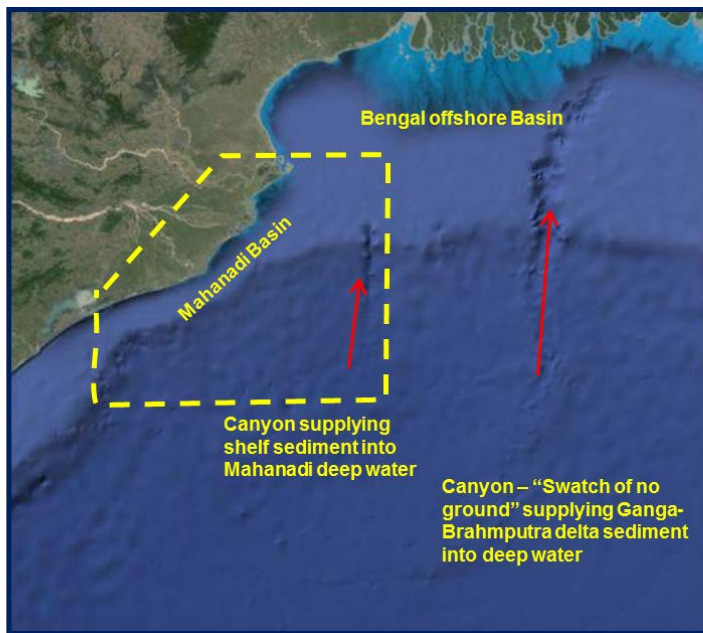 Bengal offshore Basin
Mahanadi Basin
Canyon supplying
shelf sediment into
Mahanadi deep water
Canyon – “Swatch of no
ground” supplying Ganga-
Brahmputra delta sediment
into deep water